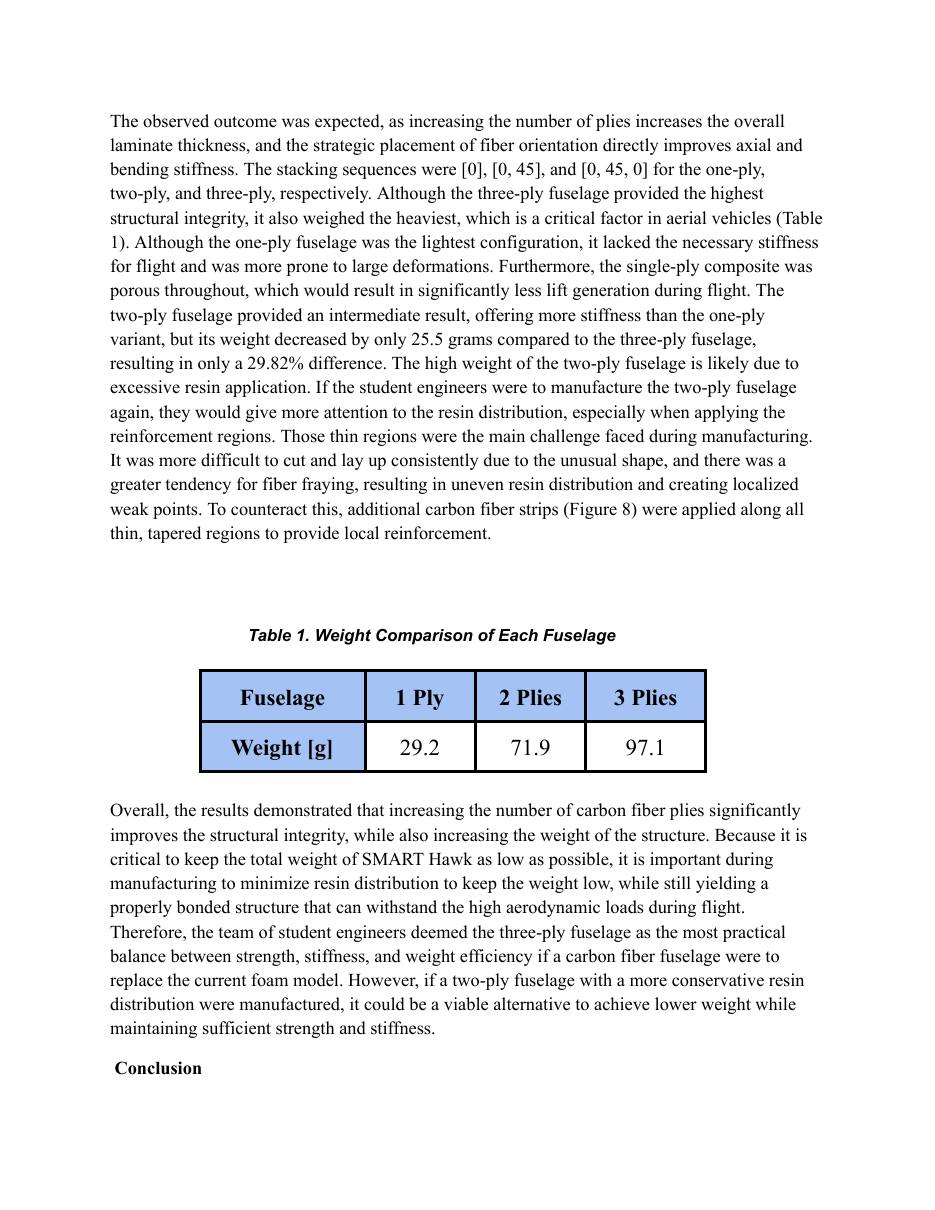 The observed outcome was expected, as increasing the number of plies increases the overall
laminate thickness, and the strategic placement of fiber orientation directly improves axial and
bending stiffness. The stacking sequences were [0], [0, 45], and [0, 45, 0] for the one-ply,
two-ply, and three-ply, respectively. Although the three-ply fuselage provided the highest
structural integrity, it also weighed the heaviest, which is a critical factor in aerial vehicles (Table
1). Although the one-ply fuselage was the lightest configuration, it lacked the necessary stiffness
for flight and was more prone to large deformations. Furthermore, the single-ply composite was
porous throughout, which would result in significantly less lift generation during flight. The
two-ply fuselage provided an intermediate result, offering more stiffness than the one-ply
variant, but its weight decreased by only 25.5 grams compared to the three-ply fuselage,
resulting in only a 29.82% difference. The high weight of the two-ply fuselage is likely due to
excessive resin application. If the student engineers were to manufacture the two-ply fuselage
again, they would give more attention to the resin distribution, especially when applying the
reinforcement regions. Those thin regions were the main challenge faced during manufacturing.
It was more difficult to cut and lay up consistently due to the unusual shape, and there was a
greater tendency for fiber fraying, resulting in uneven resin distribution and creating localized
weak points. To counteract this, additional carbon fiber strips (Figure 8) were applied along all
thin, tapered regions to provide local reinforcement.
Table 1. Weight Comparison of Each Fuselage
Fuselage 1 Ply 2 Plies 3 Plies
Weight [g] 29.2 71.9 97.1
Overall, the results demonstrated that increasing the number of carbon fiber plies significantly
improves the structural integrity, while also increasing the weight of the structure. Because it is
critical to keep the total weight of SMART Hawk as low as possible, it is important during
manufacturing to minimize resin distribution to keep the weight low, while still yielding a
properly bonded structure that can withstand the high aerodynamic loads during flight.
Therefore, the team of student engineers deemed the three-ply fuselage as the most practical
balance between strength, stiffness, and weight efficiency if a carbon fiber fuselage were to
replace the current foam model. However, if a two-ply fuselage with a more conservative resin
distribution were manufactured, it could be a viable alternative to achieve lower weight while
maintaining sufficient strength and stiffness.
Conclusion